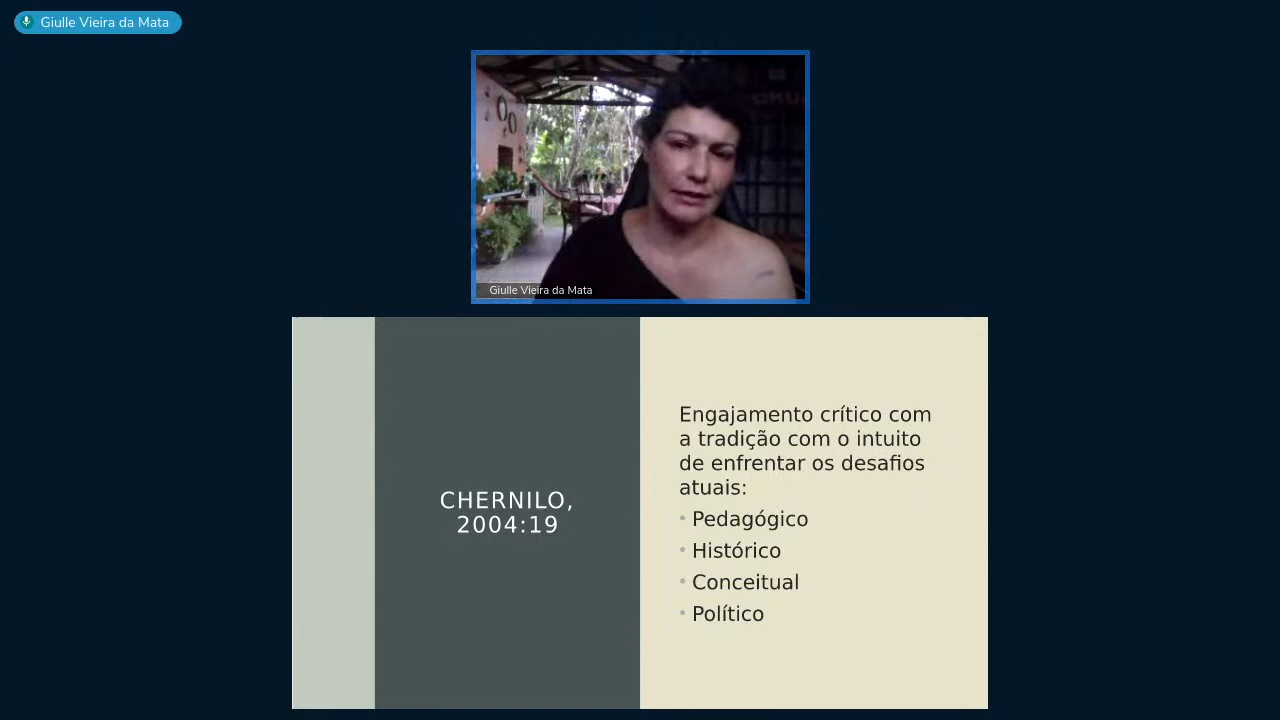 Giulle Vieira da Mata
Giulle Vieira da Mata
CHERNILO,
2004:19
Engajamento crítico com
a tradição com o intuito
de enfrentar os desafios
atuais:
• Pedagógico
• Histórico
• Conceitual
• Político